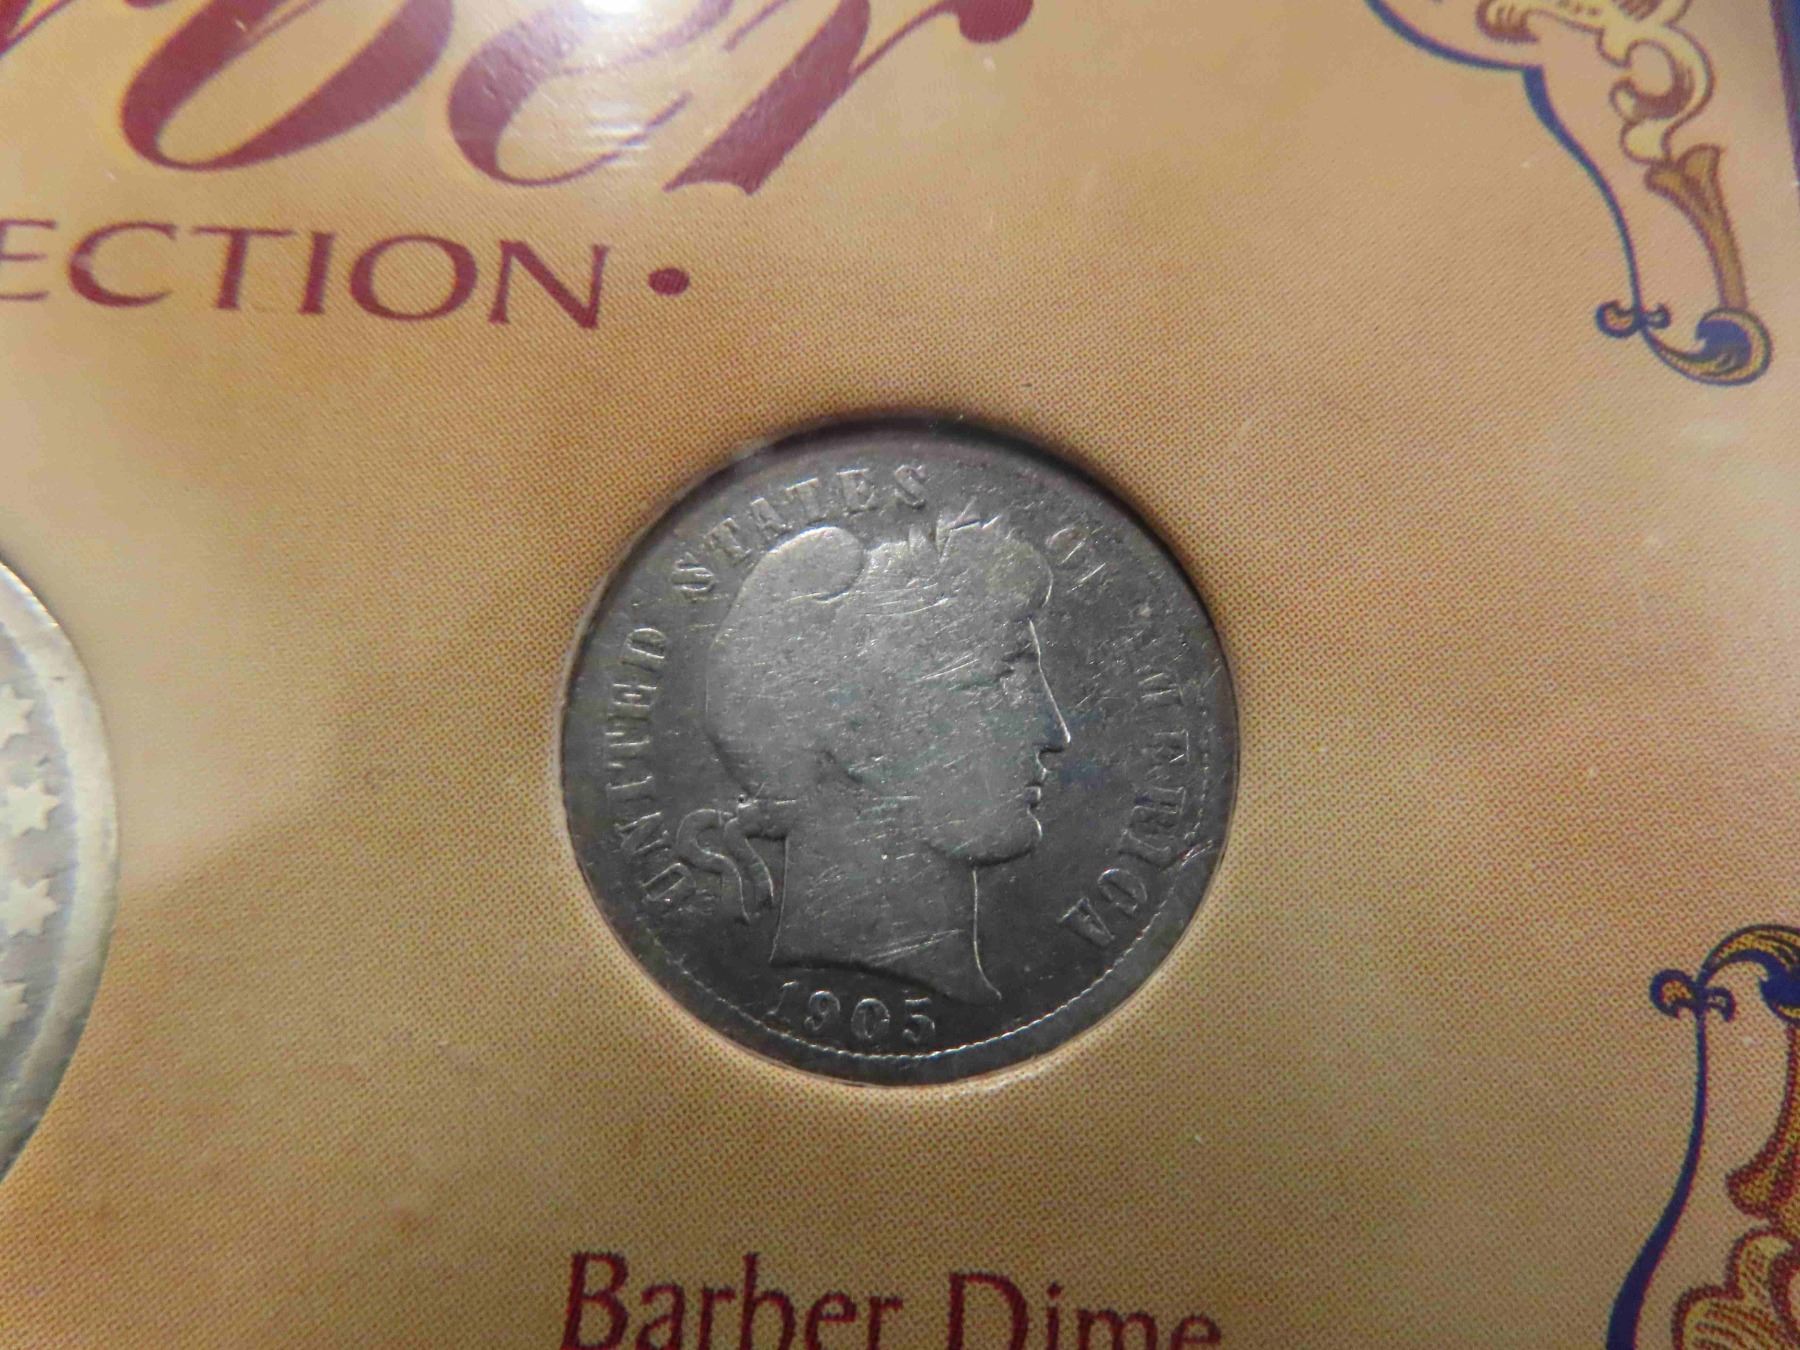 ECTION •
UNITED STATES OF AMERICA
1905
Barber Dime